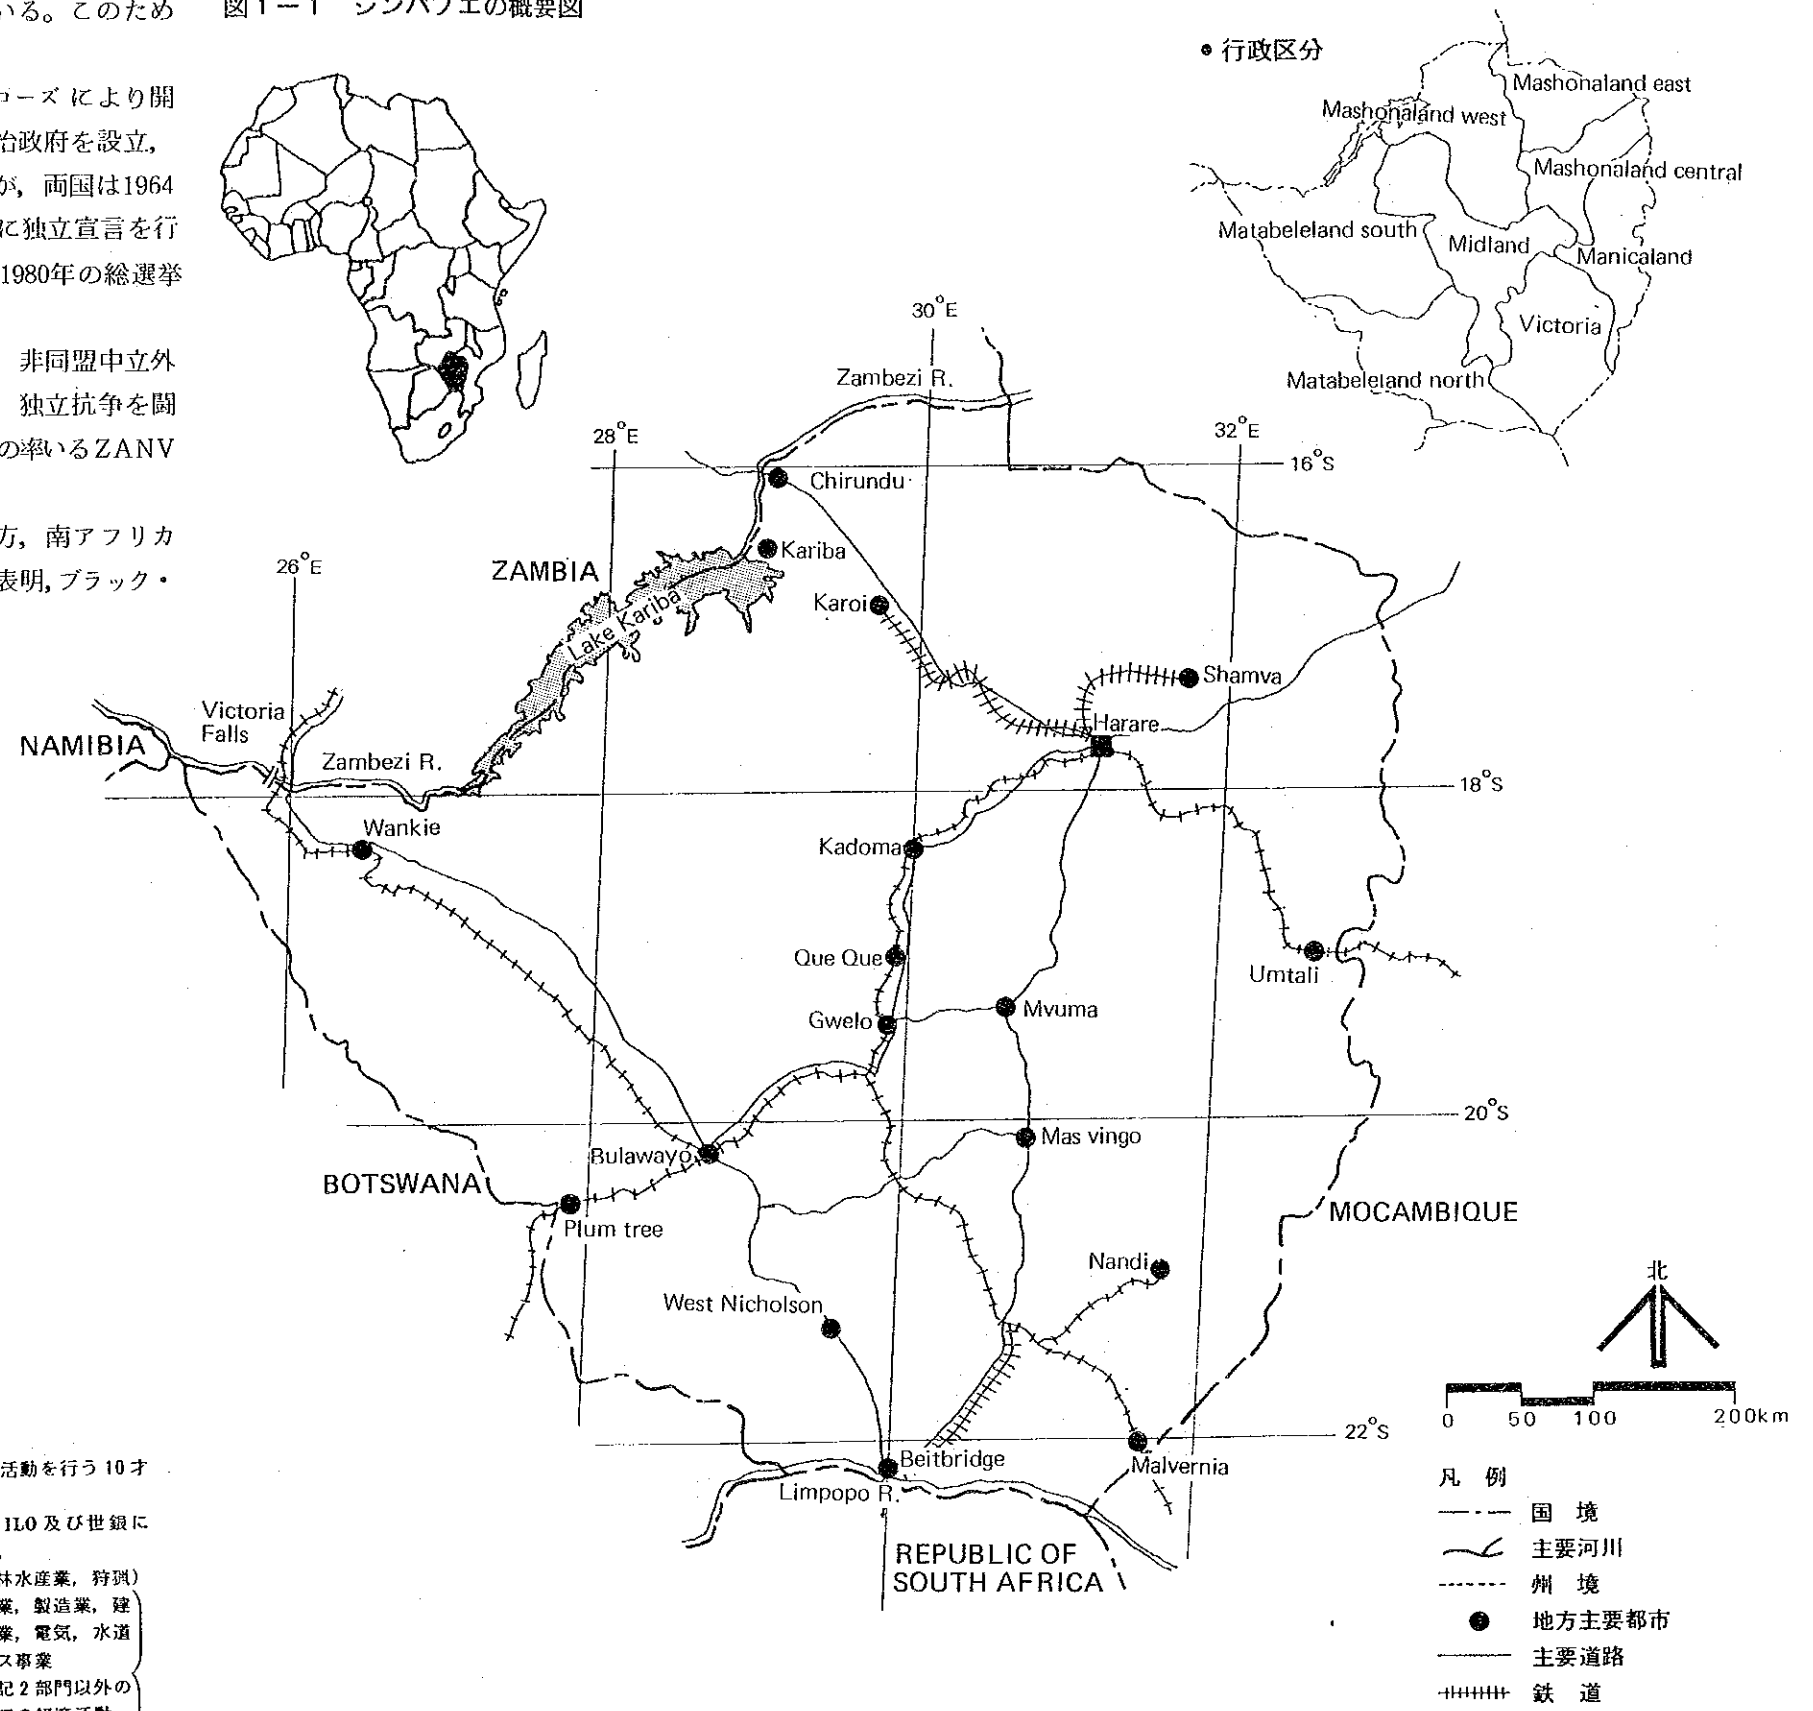 いる。このため
図1－1 ジンバブエの概要図
ローズにより開
治政府を設立,
が, 両国は1964
に独立宣言を行
1980年の総選挙
非同盟中立外
独立抗争を闘
の率いるZANV
方, 南アフリカ
表明, ブラック・
活動を行う10才
ILO及び世銀に
林水産業, 狩猟)
業, 製造業, 建
業, 電気, 水道
ス事業
記2部門以外の
• 行政区分
Mashonaland east
Mashonaland west
Mashonaland central
Matabeleland south
Midland
Manicaland
Victoria
Matabeleland north
30°E
Zambezi R.
28°E
32°E
16°S
Chirundu
Kariba
ZAMBIA
26°E
Karoi
Lake Kariba
Shamva
Victoria
Falls
Harare
NAMIBIA
Zambezi R.
18°S
Wankie
Kadoma
Que Que
Umtali
Gwelo
Mvuma
20°S
Mas vingo
Bulawayo
BOTSWANA
MOCAMBIQUE
Plum tree
Nandi
北
West Nicholson
0 50 100 200km
22°S
Beitbridge
Malvernia
Limpopo R.
REPUBLIC OF
SOUTH AFRICA
凡 例
国 境
主要河川
州 境
地方主要都市
主要道路
鉄 道